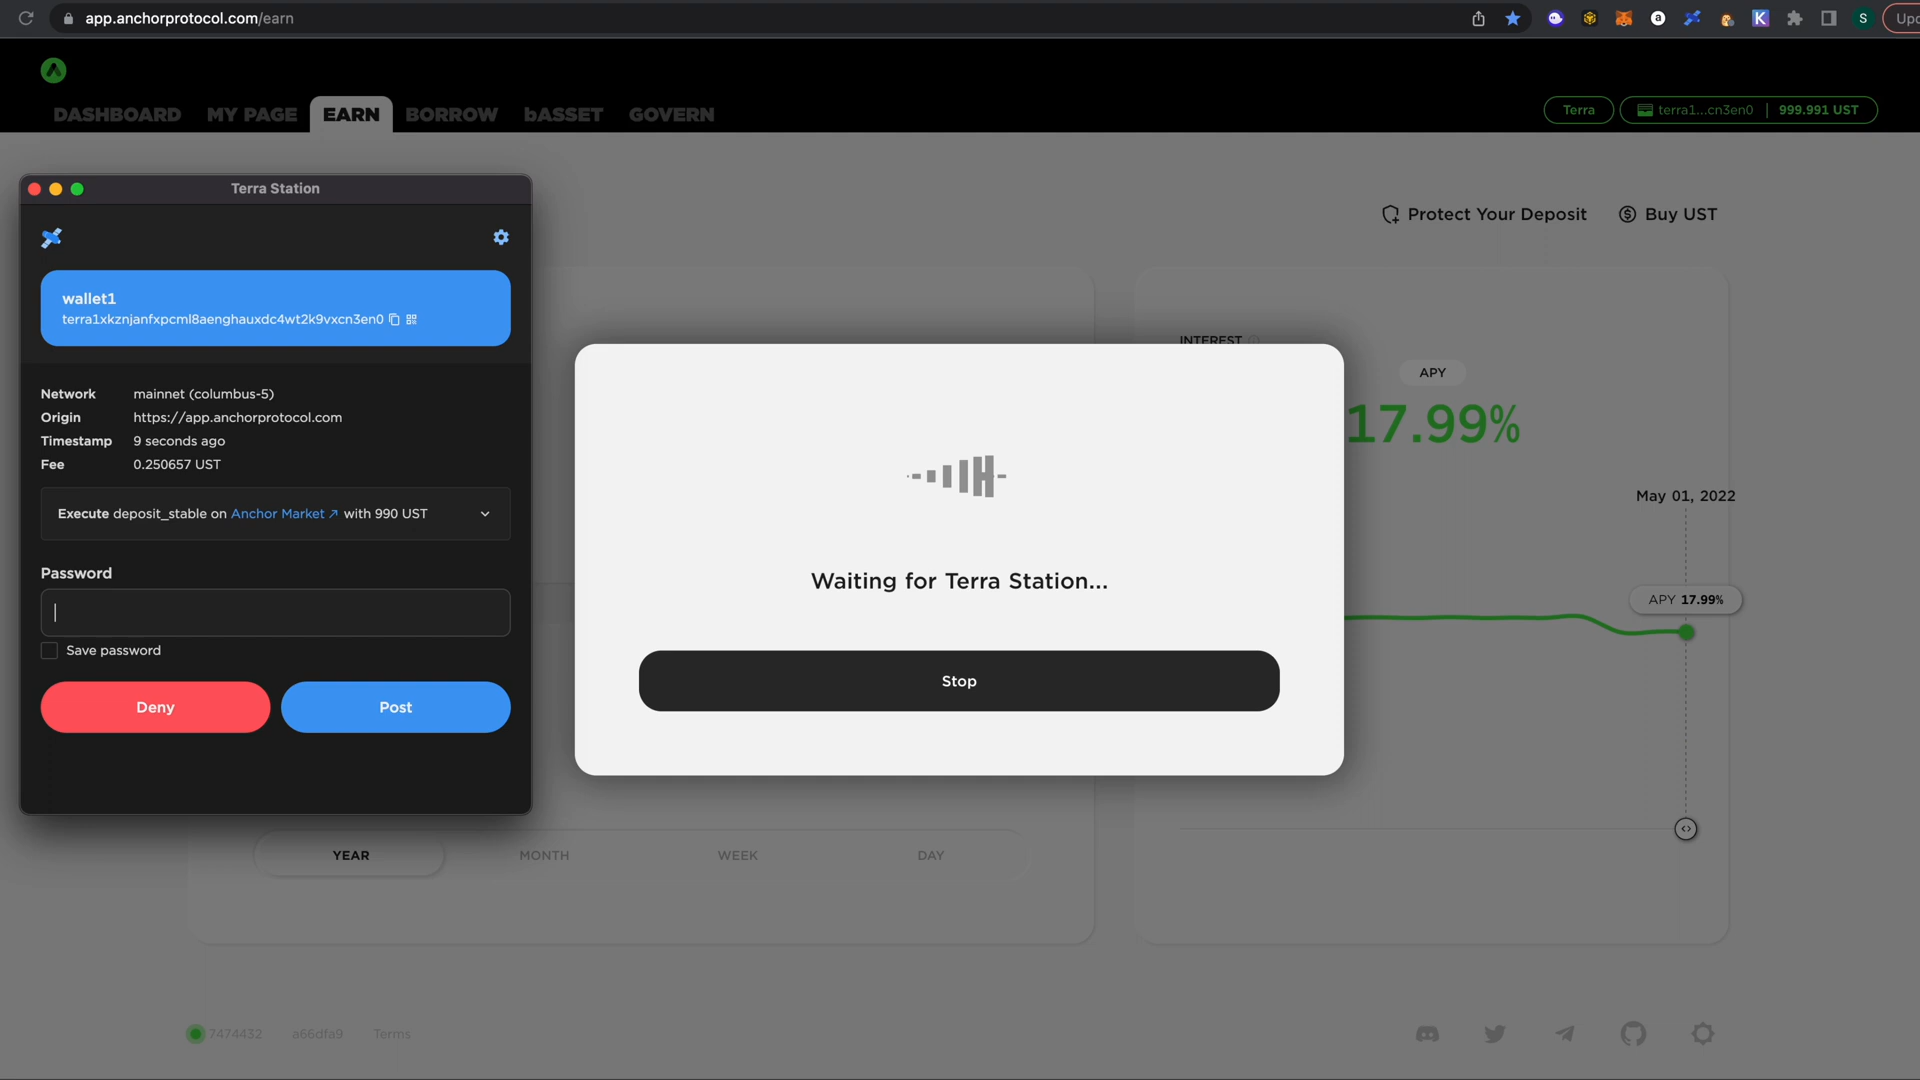 app.anchorprotocol.com/earn
S
Upd
DASHBOARD
MY PAGE
EARN
BORROW
bASSET
GOVERN
Terra
terra1...cn3en0
999.991 UST
Terra Station
wallet1
terra1xkznjanfxpcml8aenghauxdc4wt2k9vxcn3en0
Network mainnet (columbus-5)
Origin https://app.anchorprotocol.com
Timestamp 9 seconds ago
Fee 0.250657 UST
Execute deposit_stable on Anchor Market ↗ with 990 UST
Password
Save password
Deny
Post
Protect Your Deposit
Buy UST
INTEREST
APY
17.99%
May 01, 2022
APY 17.99%
Waiting for Terra Station...
Stop
YEAR
MONTH
WEEK
DAY
7474432
a66dfa9
Terms